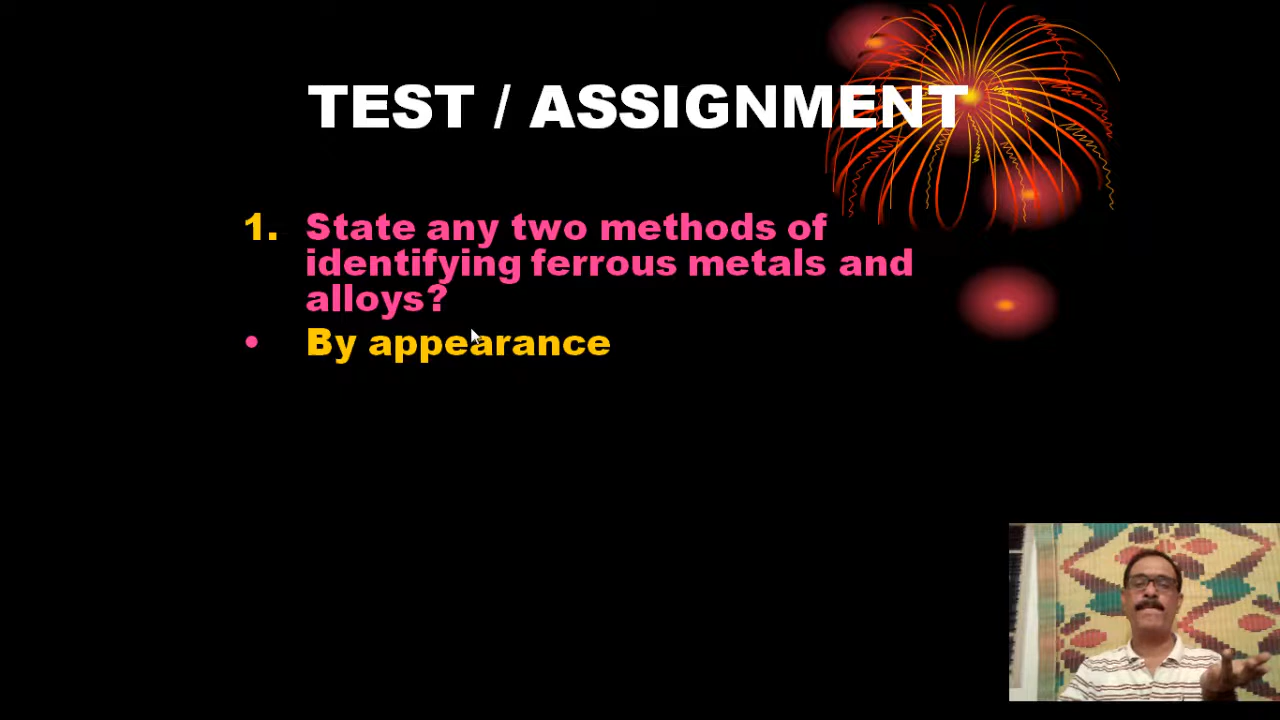 TEST / ASSIGNMENT
1. State any two methods of
identifying ferrous metals and
alloys?
• By appearance